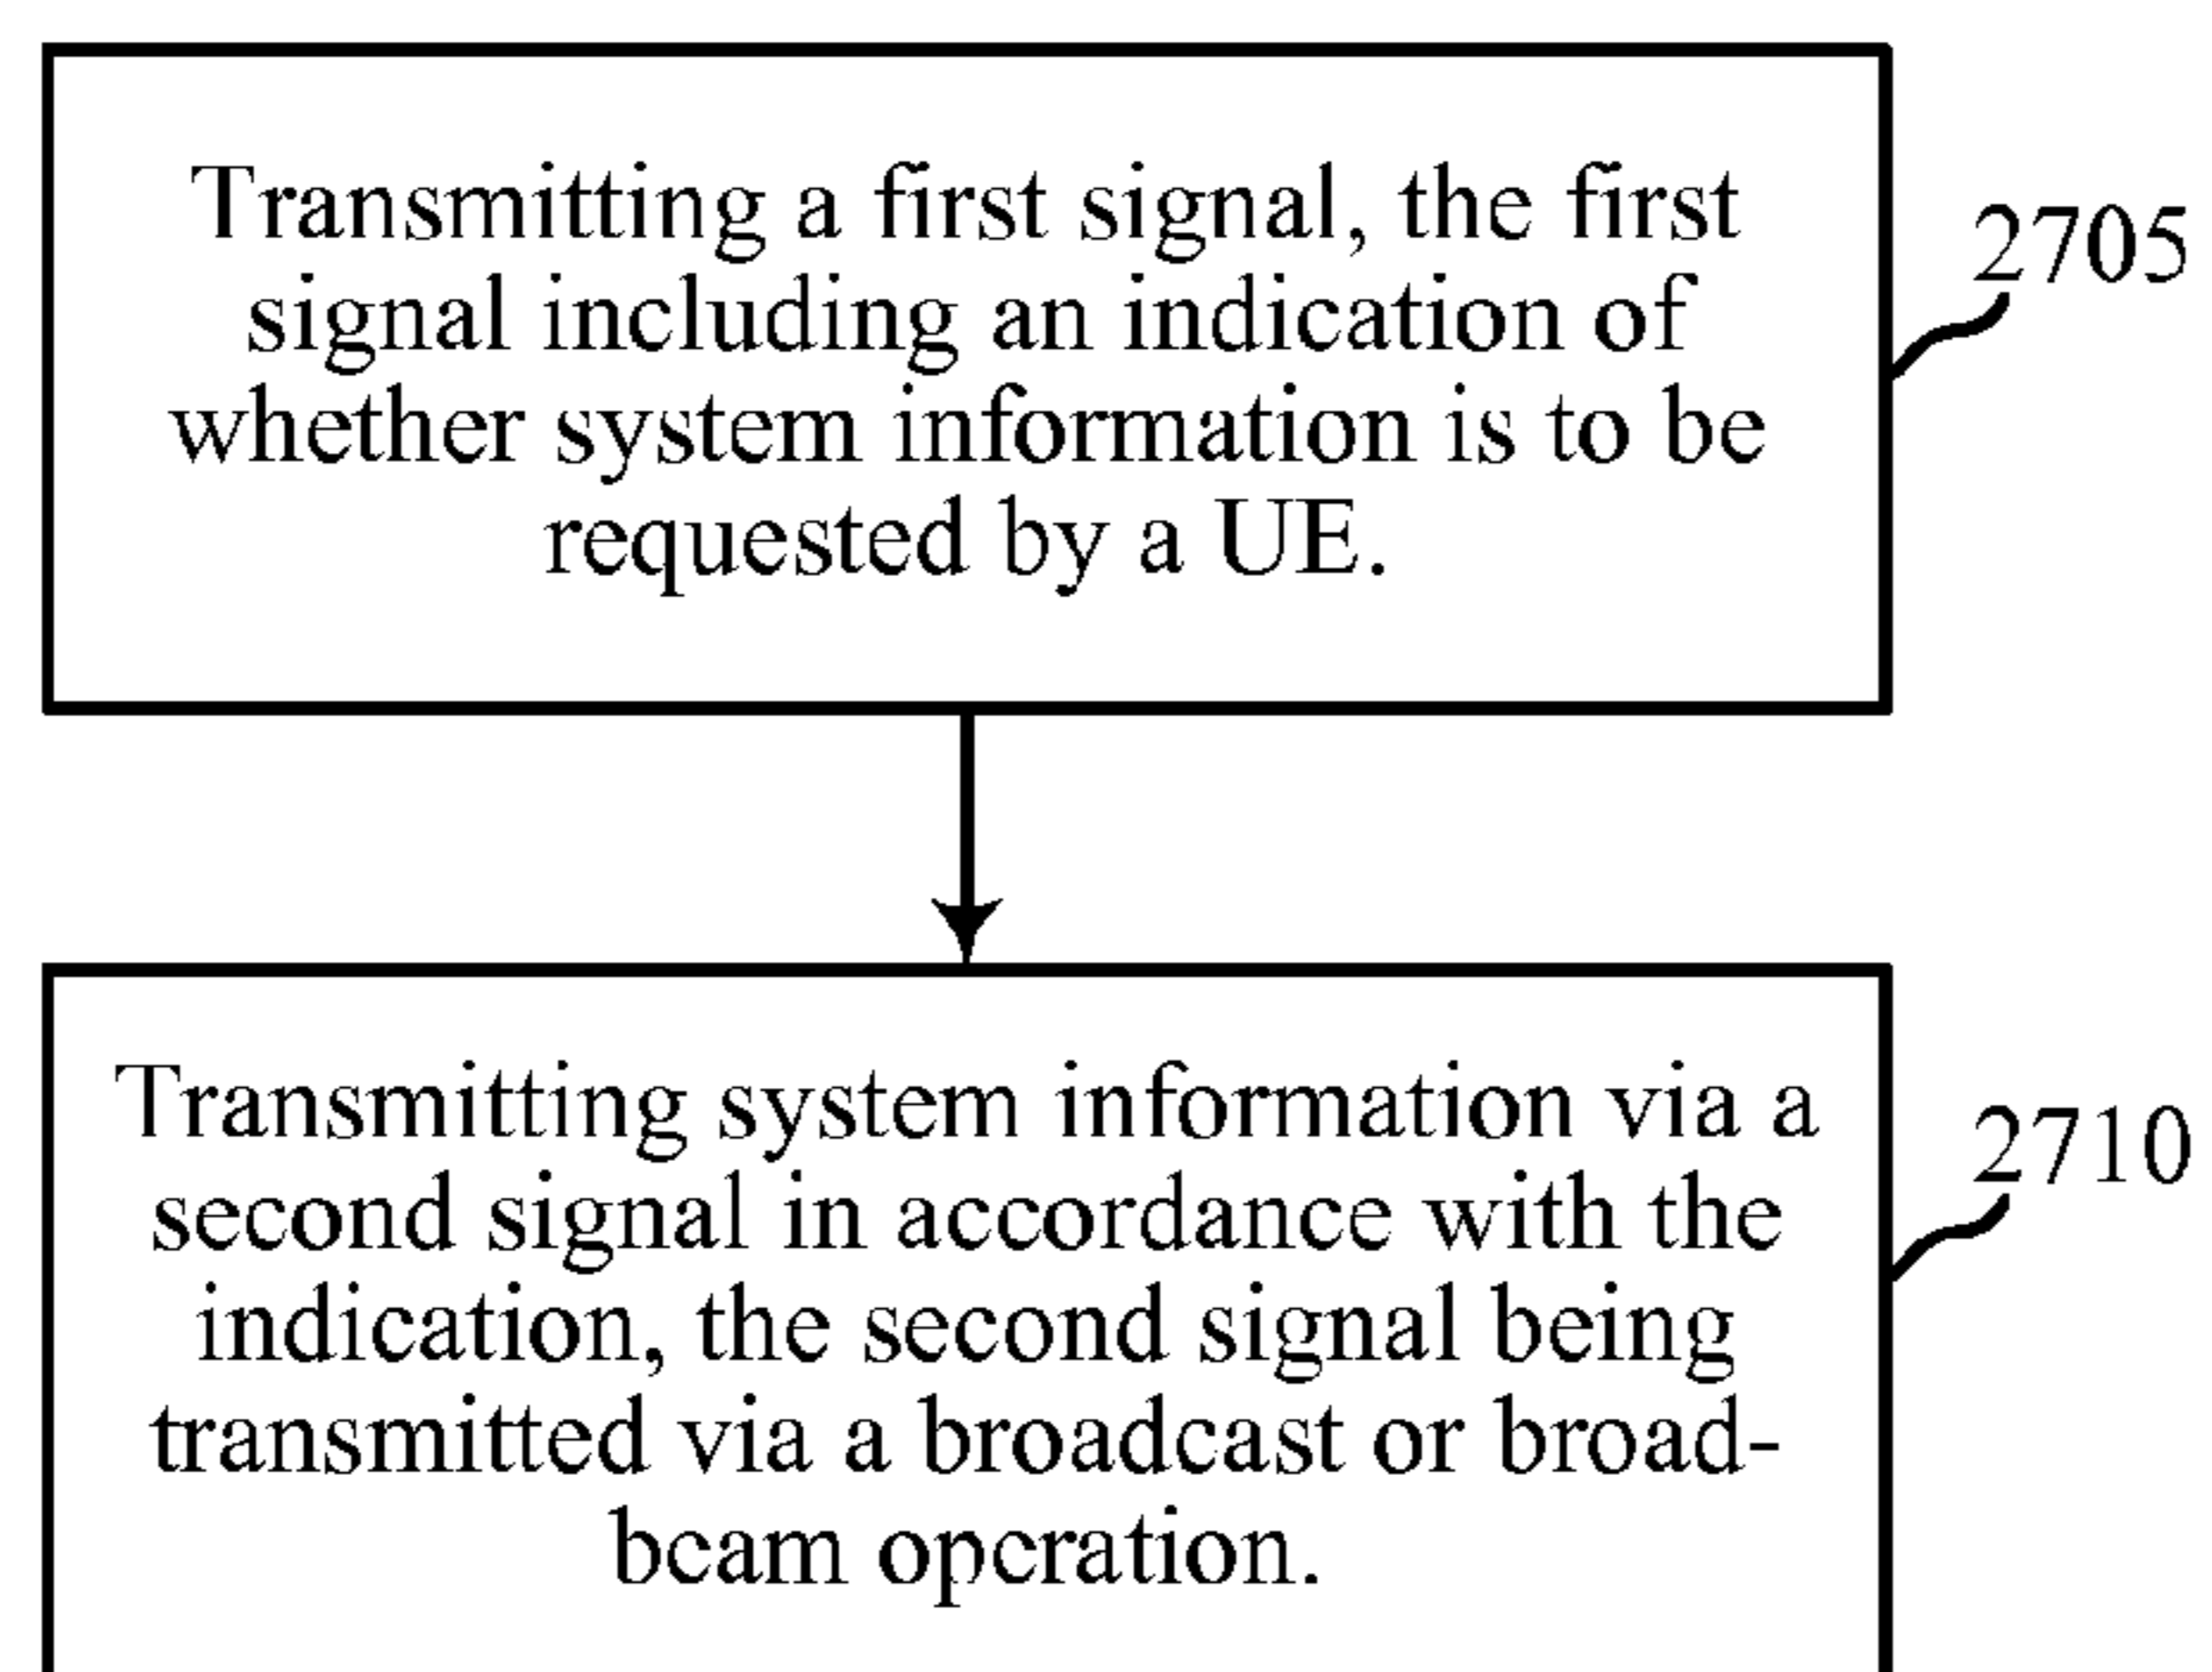 Transmitting a first signal, the first
signal including an indication of
whether system information is to be
requested by a UE.
2705
Transmitting system information via a
second signal in accordance with the
indication, the second signal being
transmitted via a broadcast or broad-
beam operation.
2710